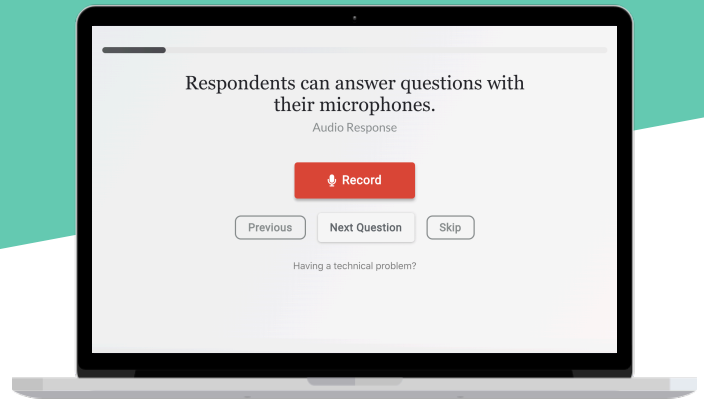 Respondents can answer questions with
their microphones.
Audio Response
Record
Previous Next Question Skip
Having a technical problem?